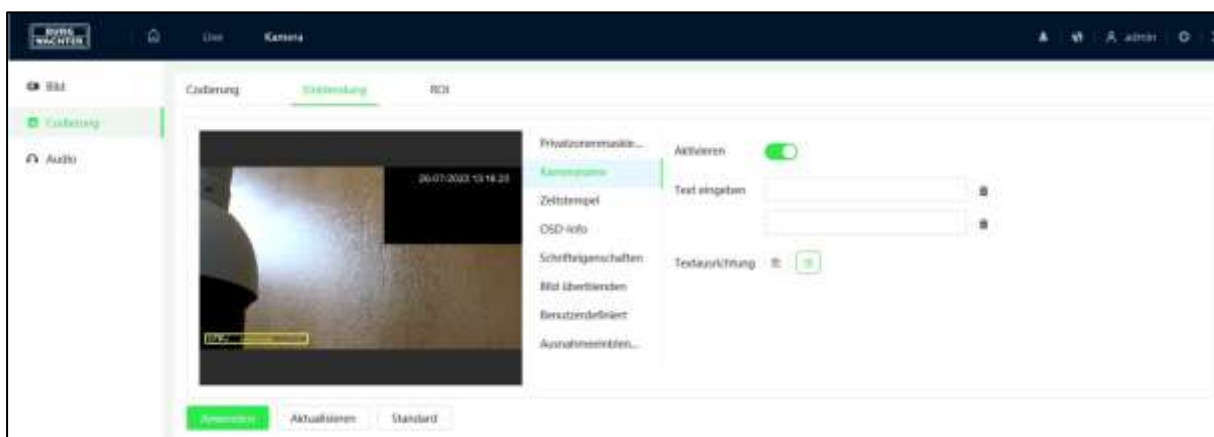 BURG
WÄCHTER
Live
Kamera
admin
Bild
Codierung
Audio
Codierung
Einblendung
ROI
26-07-2023 13:18:23
Privatzonenmaskie...
Kameraname
Zeitstempel
OSD-Info
Schrifteigenschaften
Bild überblenden
Benutzerdefiniert
Ausnahmeeinblen...
Aktivieren
Text eingeben
Textausrichtung
Anwenden
Aktualisieren
Standard